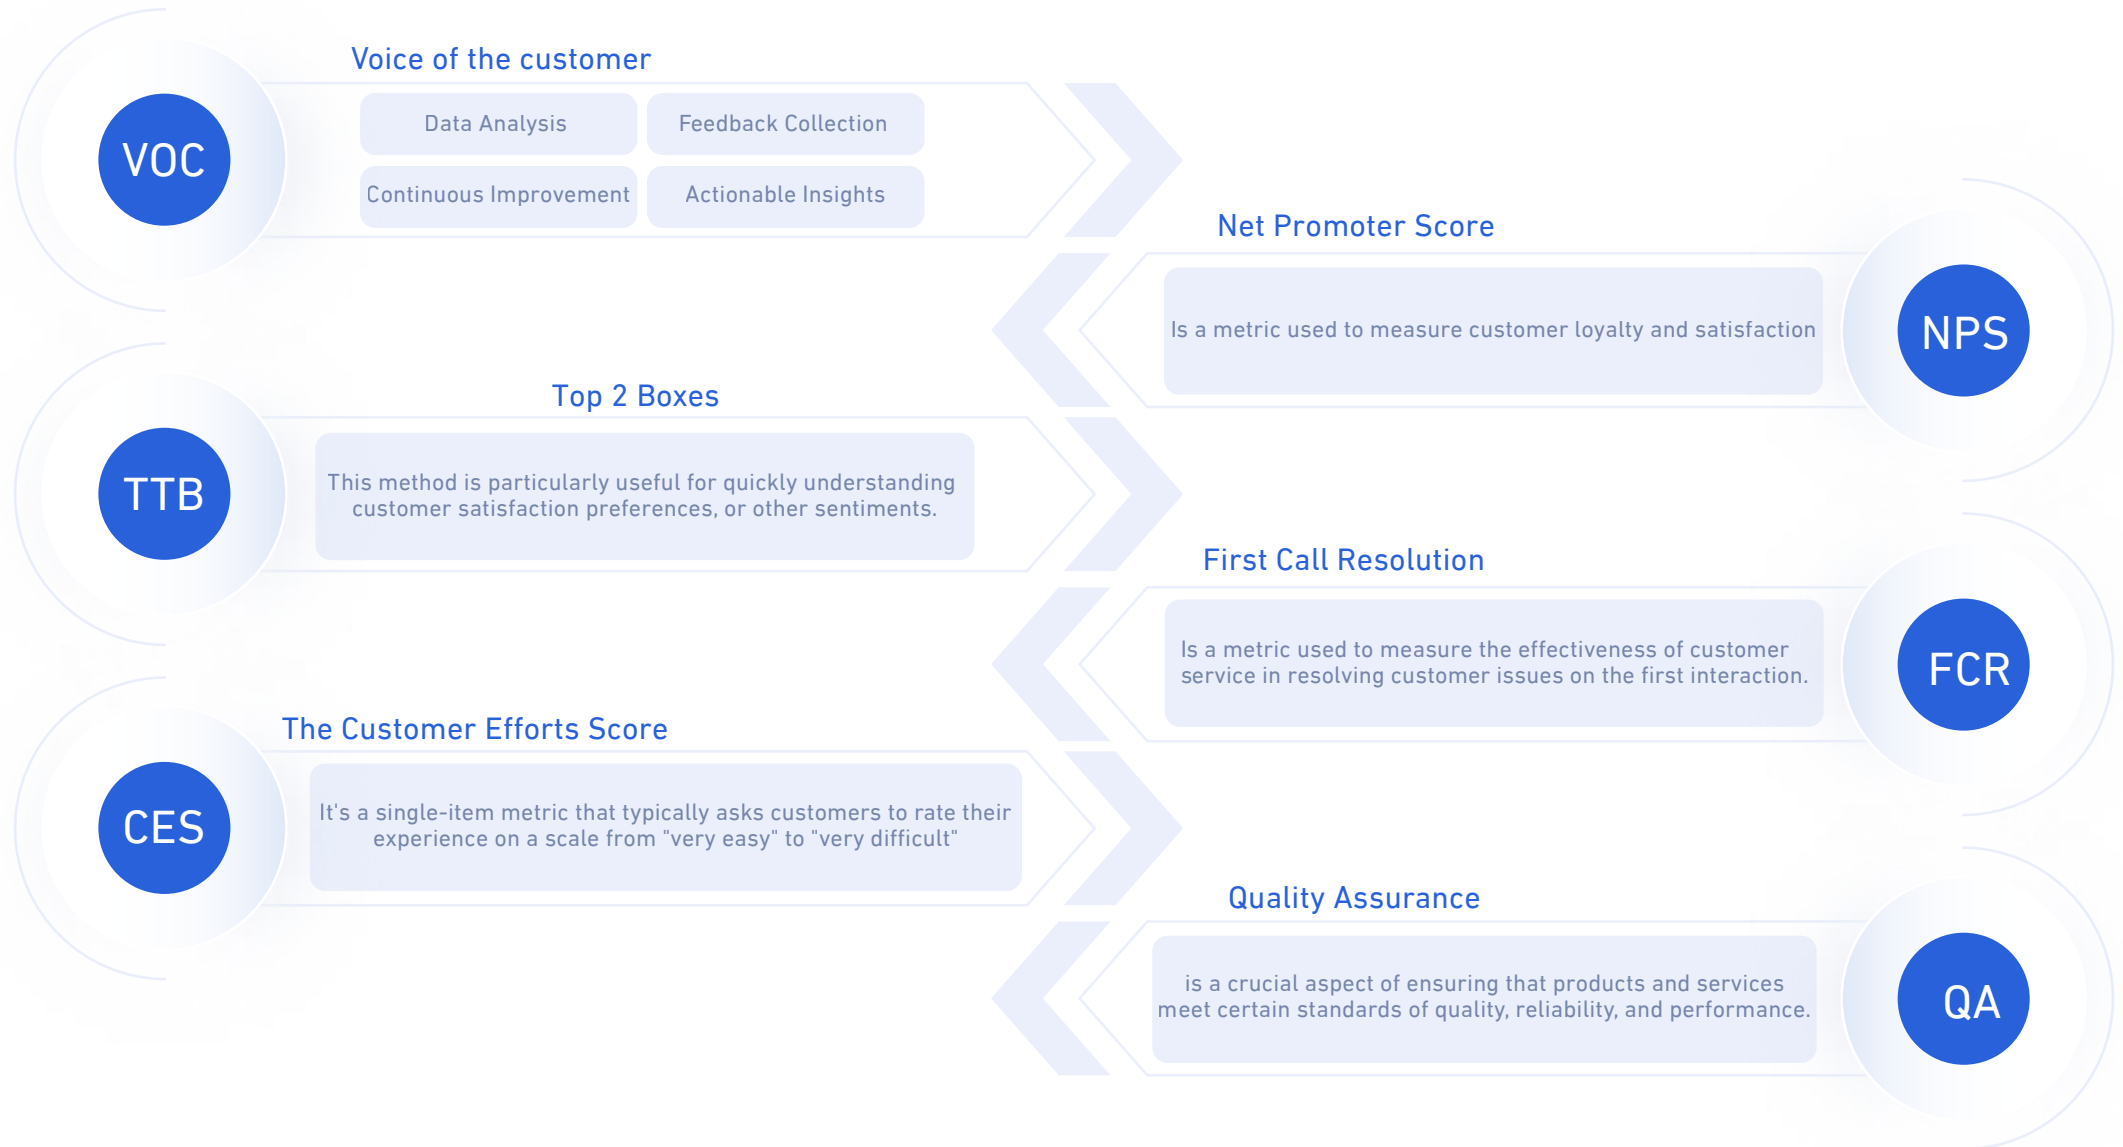 Voice of the customer
VOC
Data Analysis
Feedback Collection
Continuous Improvement
Actionable Insights
Net Promoter Score
Is a metric used to measure customer loyalty and satisfaction
NPS
Top 2 Boxes
TTB
This method is particularly useful for quickly understanding
customer satisfaction preferences, or other sentiments.
First Call Resolution
Is a metric used to measure the effectiveness of customer
service in resolving customer issues on the first interaction.
FCR
The Customer Efforts Score
CES
It's a single-item metric that typically asks customers to rate their
experience on a scale from "very easy" to "very difficult"
Quality Assurance
is a crucial aspect of ensuring that products and services
meet certain standards of quality, reliability, and performance.
QA